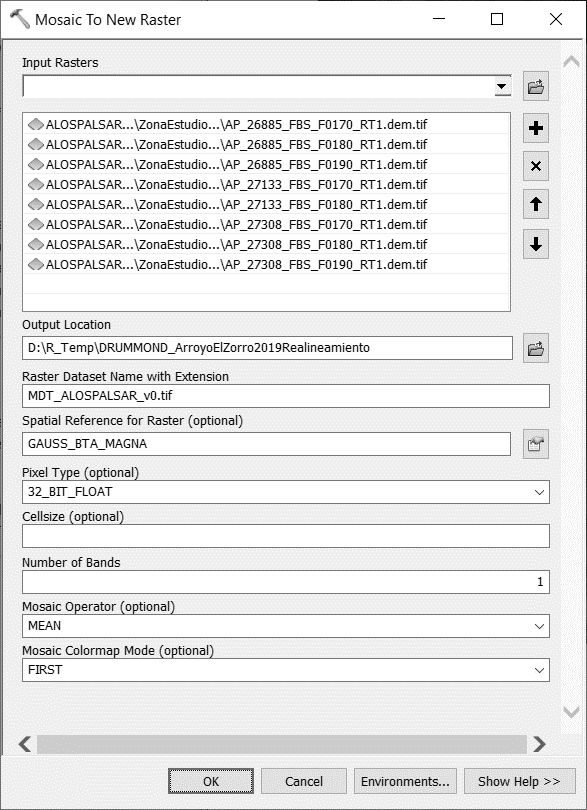 Mosaic To New Raster
Input Rasters
ALOSPALSAR...\ZonaEstudio...\AP_26885_FBS_F0170_RT1.dem.tif
ALOSPALSAR...\ZonaEstudio...\AP_26885_FBS_F0180_RT1.dem.tif
ALOSPALSAR...\ZonaEstudio...\AP_26885_FBS_F0190_RT1.dem.tif
ALOSPALSAR...\ZonaEstudio...\AP_27133_FBS_F0170_RT1.dem.tif
ALOSPALSAR...\ZonaEstudio...\AP_27133_FBS_F0180_RT1.dem.tif
ALOSPALSAR...\ZonaEstudio...\AP_27308_FBS_F0170_RT1.dem.tif
ALOSPALSAR...\ZonaEstudio...\AP_27308_FBS_F0180_RT1.dem.tif
ALOSPALSAR...\ZonaEstudio...\AP_27308_FBS_F0190_RT1.dem.tif
Output Location
D:\R_Temp\DRUMMOND_ArroyoElZorro2019Realineamiento
Raster Dataset Name with Extension
MDT_ALOSPALSAR_v0.tif
Spatial Reference for Raster (optional)
GAUSS_BTA_MAGNA
Pixel Type (optional)
32_BIT_FLOAT
Cellsize (optional)
Number of Bands
1
Mosaic Operator (optional)
MEAN
Mosaic Colormap Mode (optional)
FIRST
OK
Cancel
Environments...
Show Help >>